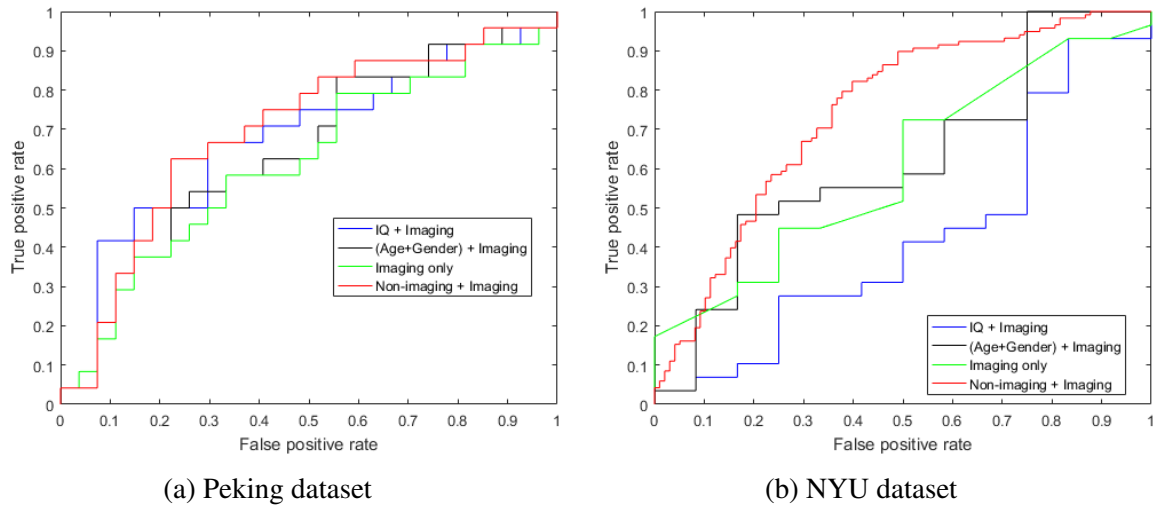 1
0.9
0.8
0.7
0.6
0.5
0.4
0.3
0.2
0.1
0
True positive rate
IQ + Imaging
(Age+Gender) + Imaging
Imaging only
Non-imaging + Imaging
0 0.1 0.2 0.3 0.4 0.5 0.6 0.7 0.8 0.9 1
False positive rate
(a) Peking dataset
1
0.9
0.8
0.7
0.6
0.5
0.4
0.3
0.2
0.1
0
True positive rate
IQ + Imaging
(Age+Gender) + Imaging
Imaging only
Non-imaging + Imaging
0 0.1 0.2 0.3 0.4 0.5 0.6 0.7 0.8 0.9 1
False positive rate
(b) NYU dataset